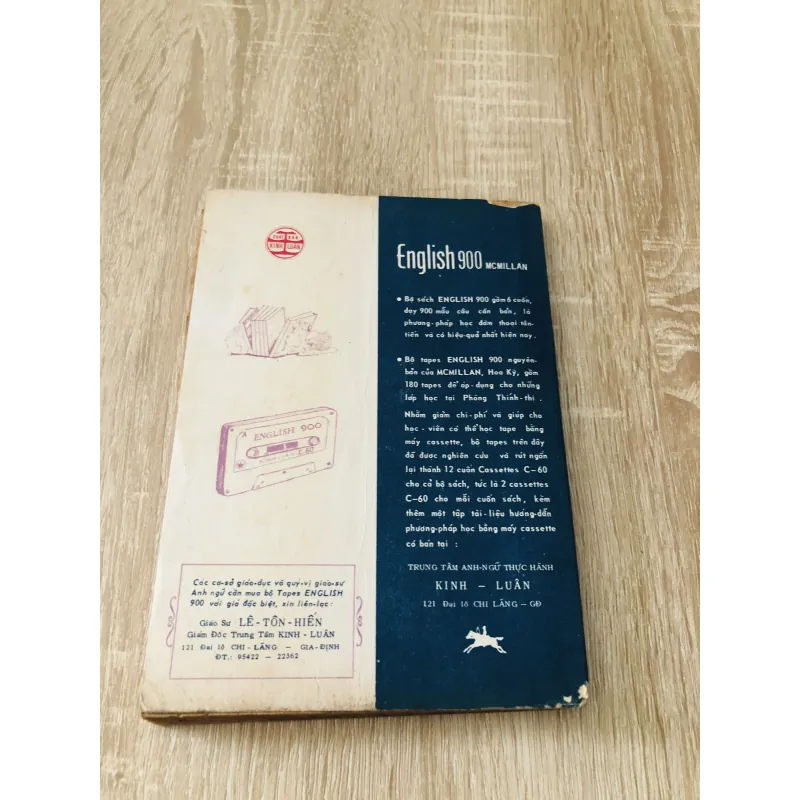 KINH LUÂN
ENGLISH 900
C-60
Các cơ-sở giáo-dục và quý-vị giáo-sư
Anh ngữ cần mua bộ Tapes ENGLISH
900 với giá đặc biệt, xin liên-lạc:
Giáo Sư LÊ-TÔN-HIẾN
Giám Đốc Trung Tâm KINH - LUÂN
121 Đại lộ CHI - LĂNG - GIA-ĐỊNH
ĐT.: 95422 - 22362
English 900 MCMILLAN
• Bộ sách ENGLISH 900 gồm 6 cuốn,
dạy 900 mẫu câu căn bản, là
phương-pháp học đàm thoại tân-
tiến và có hiệu-quả nhất hiện nay.
• Bộ tapes ENGLISH 900 nguyên-
bản của MCMILLAN, Hoa Kỳ, gồm
180 tapes để áp-dụng cho những
lớp học tại Phòng Thính-thị.
Nhằm giảm chi-phí và giúp cho
học-viên có thể học tape bằng
máy cassette, bộ tapes trên đây
đã được nghiên cứu và rút ngắn
lại thành 12 cuốn Cassettes C-60
cho cả bộ sách, tức là 2 cassettes
C-60 cho mỗi cuốn sách, kèm
thêm một tập tài-liệu hướng-dẫn
phương-pháp học bằng máy cassette
có bán tại :
TRUNG TÂM ANH-NGỮ THỰC HÀNH
KINH - LUÂN
121 Đại lộ CHI LĂNG - GĐ